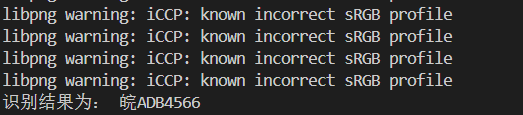 libpng warning: iCCP: known incorrect sRGB profile
libpng warning: iCCP: known incorrect sRGB profile
libpng warning: iCCP: known incorrect sRGB profile
libpng warning: iCCP: known incorrect sRGB profile
识别结果为： 皖ADB4566